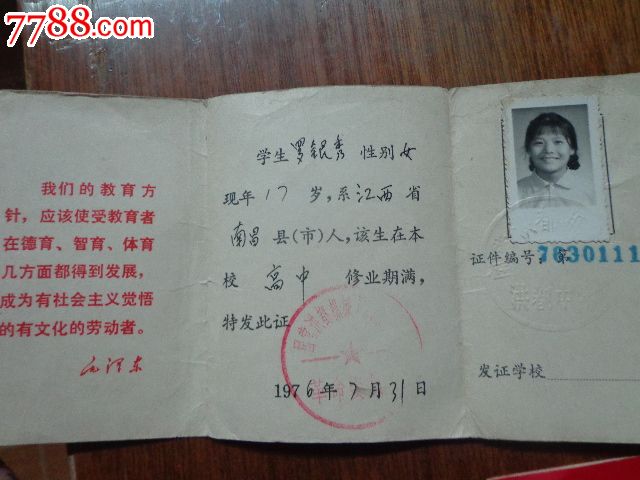 7788.com
我们的教育方
针，应该使受教育者
在德育、智育、体育
几方面都得到发展，
成为有社会主义觉悟
的有文化的劳动者。
毛泽东
学生罗银秀 性别女
现年17岁，系江西省
南昌县(市)人，该生在本
校 高中 修业期满，
特发此证
1976年7月31日
证件编号：第
7630111
发证学校